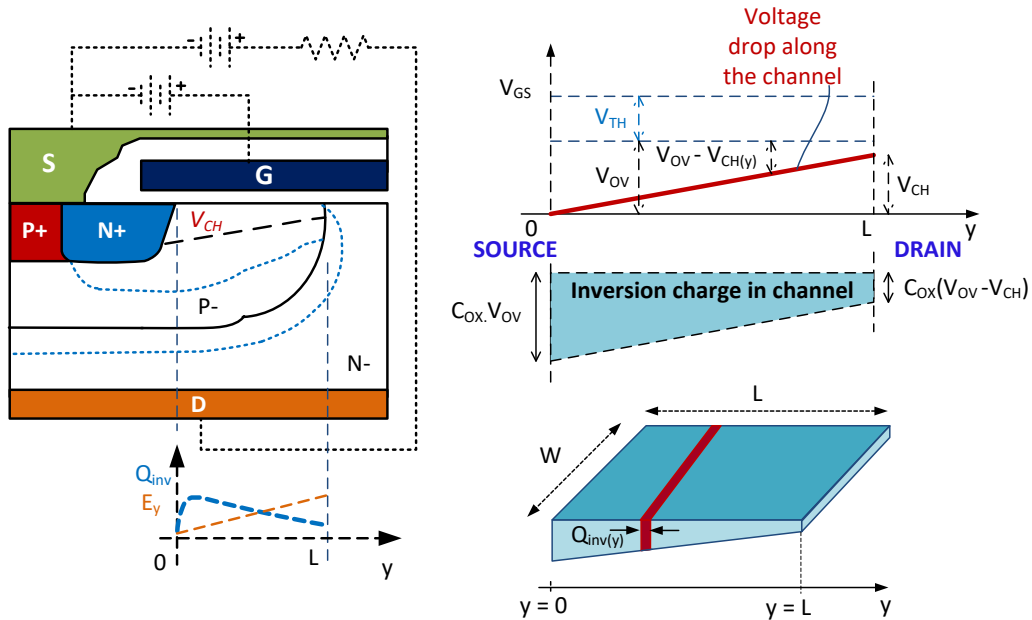 - +
- +
S
G
P+
N+
V_CH
P-
N-
D
Q_inv
E_y
0
L
y
Voltage
drop along
the channel
V_GS
V_TH
V_OV - V_CH(y)
V_OV
V_CH
0
L
y
SOURCE
DRAIN
Inversion charge in channel
C_OX.V_OV
C_OX(V_OV - V_CH)
L
W
Q_inv(y)
y = 0
y = L
y